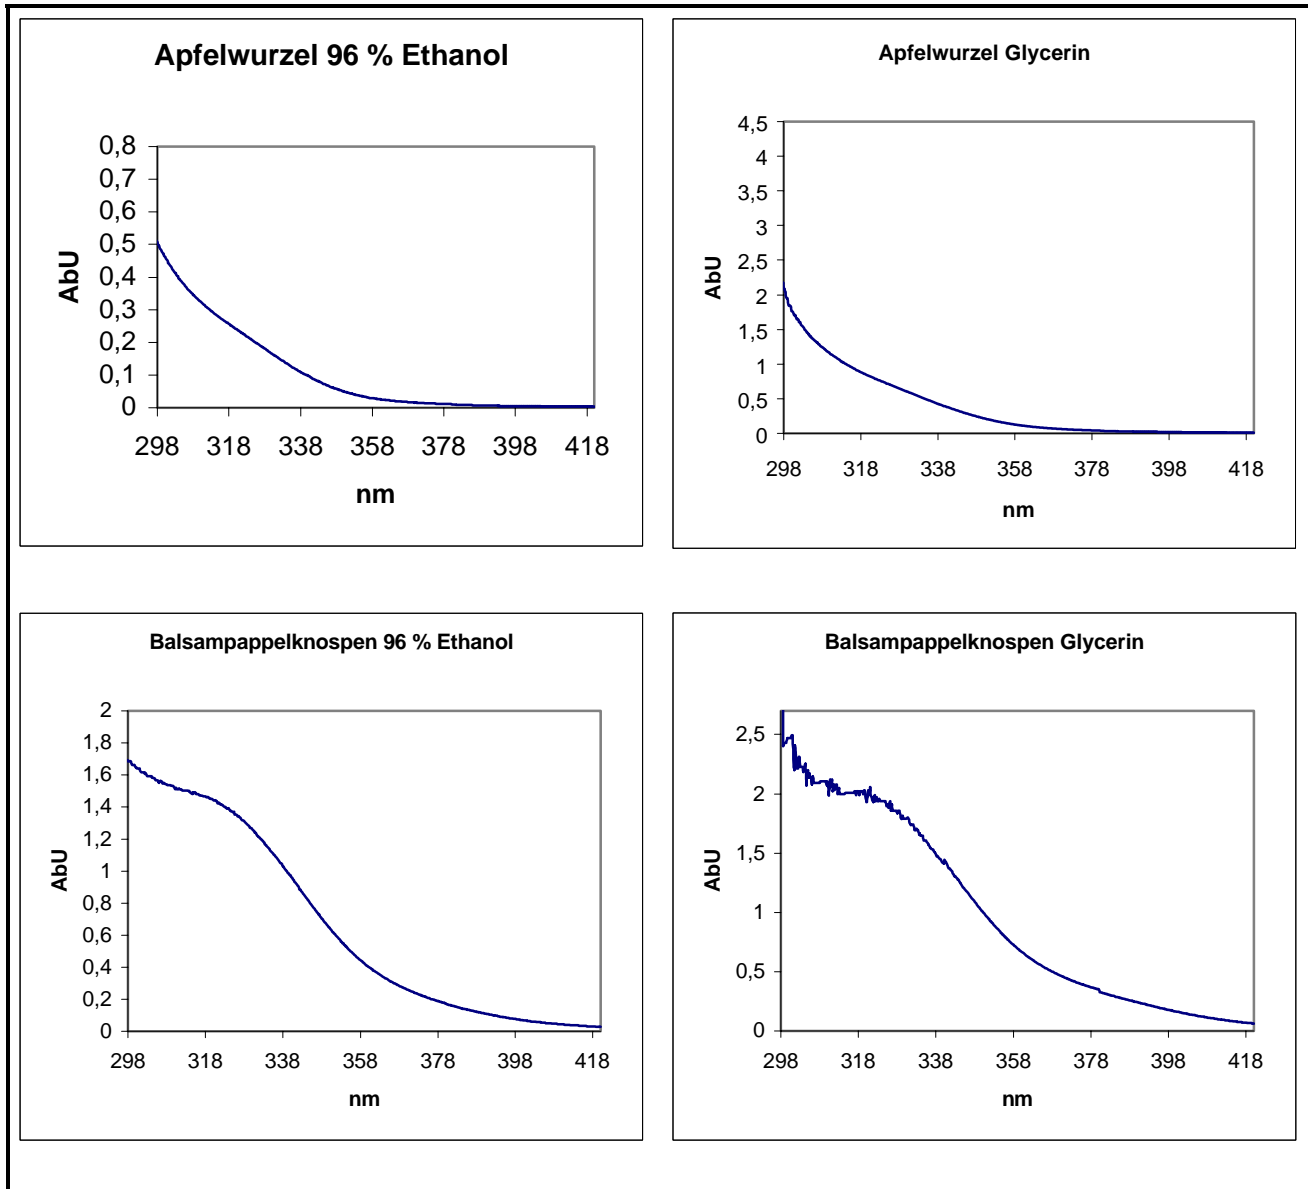 Apfelwurzel 96 % Ethanol
0,8
0,7
0,6
0,5
0,4
0,3
0,2
0,1
0
AbU
298 318 338 358 378 398 418
nm
Apfelwurzel Glycerin
4,5
4
3,5
3
2,5
2
1,5
1
0,5
0
AbU
298 318 338 358 378 398 418
nm
Balsampappelknospen 96 % Ethanol
2
1,8
1,6
1,4
1,2
1
0,8
0,6
0,4
0,2
0
AbU
298 318 338 358 378 398 418
nm
Balsampappelknospen Glycerin
2,5
2
1,5
1
0,5
0
AbU
298 318 338 358 378 398 418
nm